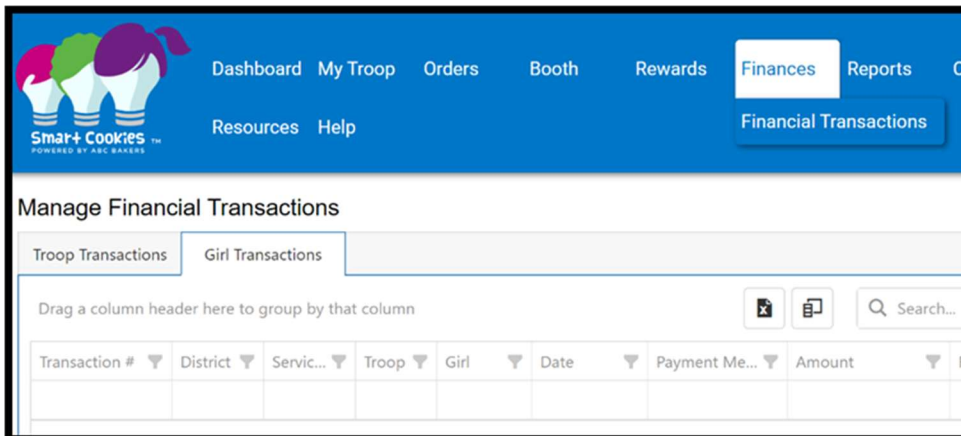 Dashboard My Troop Orders Booth Rewards Finances Reports
Resources Help Financial Transactions
Smart Cookies TM
POWERED BY ABC BAKERS
Manage Financial Transactions
Troop Transactions Girl Transactions
Drag a column header here to group by that column Search...
Transaction # District Servic... Troop Girl Date Payment Me... Amount